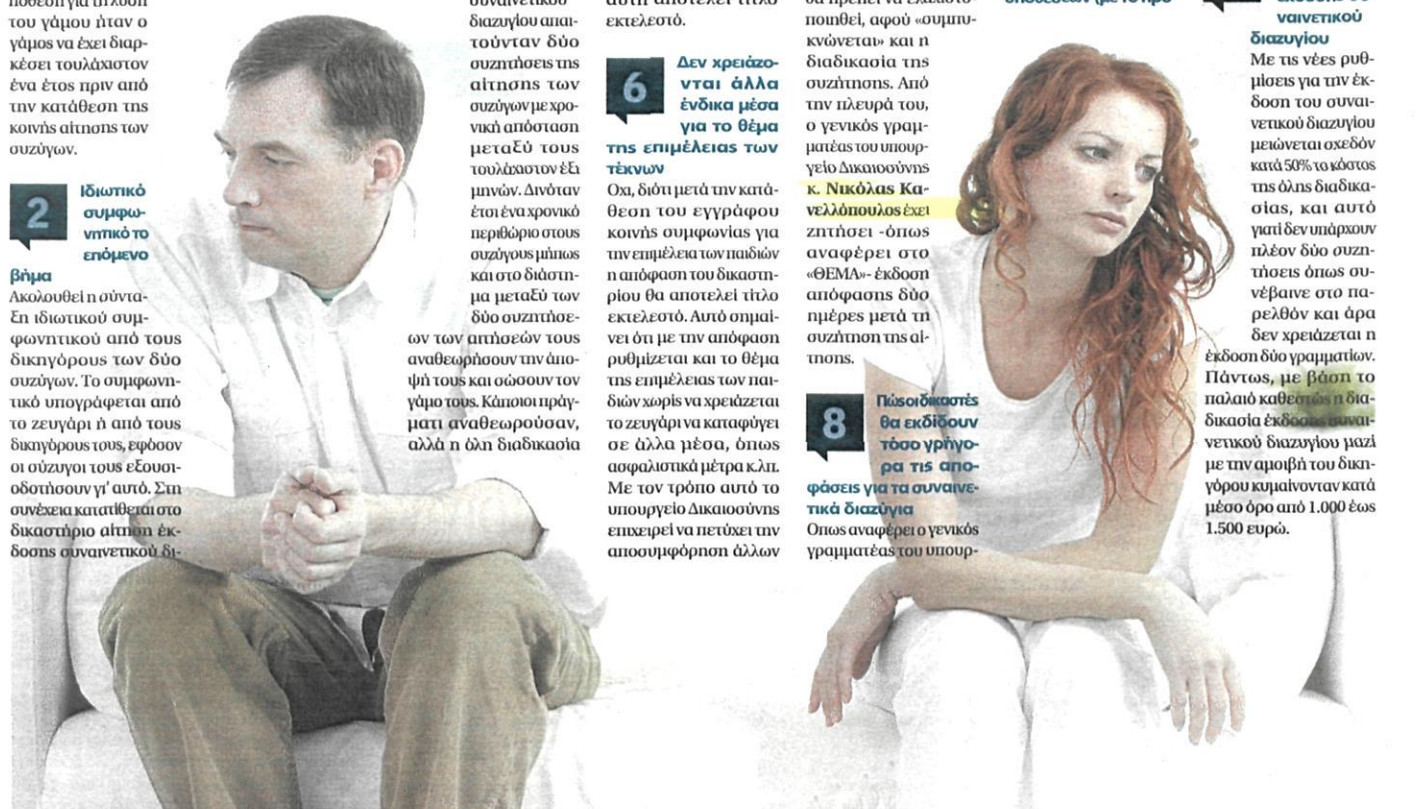 του γάμου ήταν ο
γάμος να έχει διαρ-
κέσει τουλάχιστον
ένα έτος πριν από
την κατάθεση της
κοινής αίτησης των
συζύγων.
2
Ιδιωτικό
συμφω-
νητικό το
επόμενο
βήμα
Ακολουθεί η σύντα-
ξη ιδιωτικού συμ-
φωνητικού από τους
δικηγόρους των δύο
συζύγων. Το συμφωνη-
τικό υπογράφεται από
το ζευγάρι ή από τους
δικηγόρους τους, εφόσον
οι σύζυγοι τους εξουσι-
οδοτήσουν γι' αυτό. Στη
συνέχεια κατατίθεται στο
δικαστήριο αίτηση έκ-
δοσης συναινετικού δι-
συναινετικού
διαζυγίου απαι-
τούνταν δύο
συζητήσεις της
αίτησης των
συζύγων με χρο-
νική απόσταση
μεταξύ τους
τουλάχιστον έξι
μηνών. Δινόταν
έτσι ένα χρονικό
περιθώριο στους
συζύγους μήπως
και στο διάστη-
μα μεταξύ των
δύο συζητήσε-
ων των αιτήσεών τους
αναθεωρήσουν την άπο-
ψή τους και σώσουν τον
γάμο τους. Κάποιοι πράγ-
ματι αναθεωρούσαν,
αλλά η όλη διαδικασία
αυτή αποτελεί τίτλο
εκτελεστό.
6
Δεν χρειάζο-
νται άλλα
ένδικα μέσα
για το θέμα
της επιμέλειας των
τέκνων
Οχι, διότι μετά την κατά-
θεση του εγγράφου
κοινής συμφωνίας για
την επιμέλεια των παιδιών
η απόφαση του δικαστη-
ρίου θα αποτελεί τίτλο
εκτελεστό. Αυτό σημαί-
νει ότι με την απόφαση
ρυθμίζεται και το θέμα
της επιμέλειας των παι-
διών χωρίς να χρειάζεται
το ζευγάρι να καταφύγει
σε άλλα μέσα, όπως
ασφαλιστικά μέτρα κ.λπ.
Με τον τρόπο αυτό το
υπουργείο Δικαιοσύνης
επιχειρεί να πετύχει την
αποσυμφόρηση άλλων
ποιηθεί, αφού «συμπυ-
κνώνεται» και η
διαδικασία της
συζήτησης. Από
την πλευρά του,
ο γενικός γραμ-
ματέας του υπουρ-
γείο Δικαιοσύνης
κ. Νικόλας Κα-
νελλόπουλος έχει
ζητήσει -όπως
αναφέρει στο
«ΘΕΜΑ»- έκδοση
απόφασης δύο
ημέρες μετά τη
συζήτηση της αί-
τησης.
8
Πώς οι δικαστές
θα εκδίδουν
τόσο γρήγο-
ρα τις απο-
φάσεις για τα συναινε-
τικά διαζύγια
Οπως αναφέρει ο γενικός
γραμματέας του υπουρ-
ναινετικού
διαζυγίου
Με τις νέες ρυθ-
μίσεις για την έκ-
δοση του συναι-
νετικού διαζυγίου
μειώνεται σχεδόν
κατά 50% το κόστος
της όλης διαδικα-
σίας, και αυτό
γιατί δεν υπάρχουν
πλέον δύο συζη-
τήσεις όπως συ-
νέβαινε στο πα-
ρελθόν και άρα
δεν χρειάζεται η
έκδοση δύο γραμματίων.
Πάντως, με βάση το
παλαιό καθεστώς η δια-
δικασία έκδοσης συναι-
νετικού διαζυγίου μαζί
με την αμοιβή του δικη-
γόρου κυμαίνονταν κατά
μέσο όρο από 1.000 έως
1.500 ευρώ.